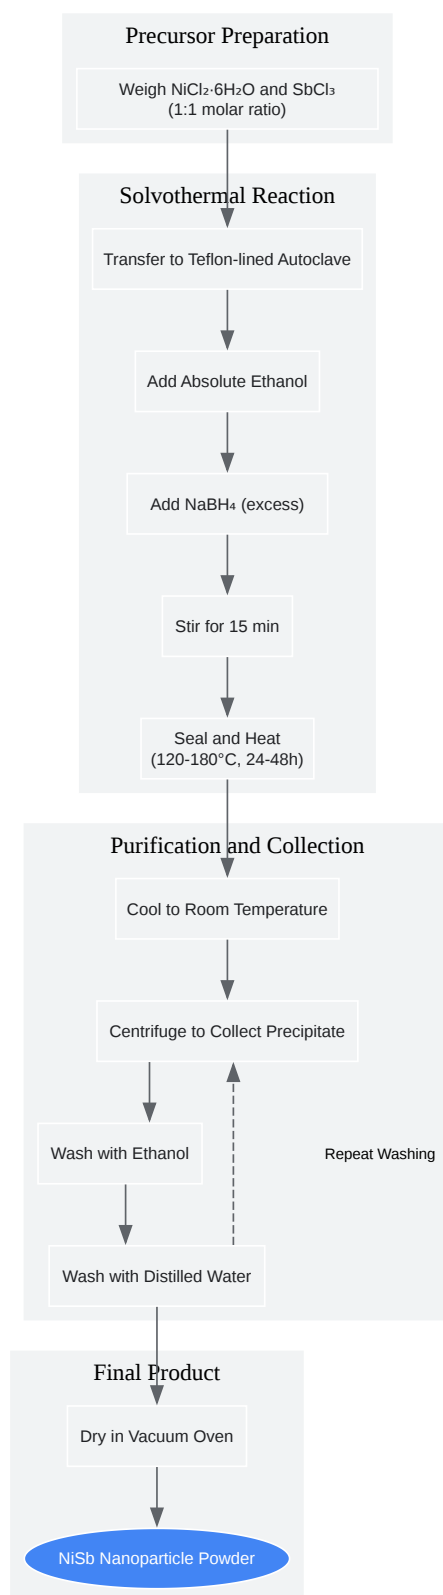 Precursor Preparation
Weigh NiCl₂·6H₂O and SbCl₃
(1:1 molar ratio)
Solvothermal Reaction
Transfer to Teflon-lined Autoclave
Add Absolute Ethanol
Add NaBH₄ (excess)
Stir for 15 min
Seal and Heat
(120-180°C, 24-48h)
Purification and Collection
Cool to Room Temperature
Centrifuge to Collect Precipitate
Wash with Ethanol
Repeat Washing
Wash with Distilled Water
Final Product
Dry in Vacuum Oven
NiSb Nanoparticle Powder